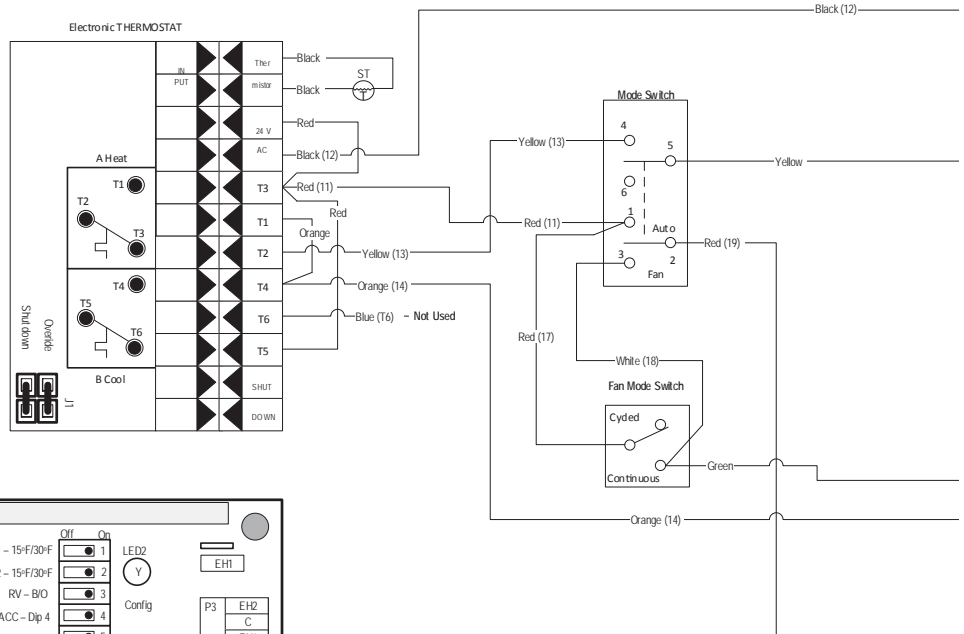 Black (12)
Electronic THERMOSTAT
IN
PUT
Ther
mistor
24 V
AC
T3
T1
T2
T4
T6
T5
SHUT
DOWN
Black
Black
ST
T
Red
Black (12)
Red (11)
Red
Orange
Yellow (13)
Orange (14)
Blue (T6) – Not Used
A Heat
T1
T2
T3
T4
T5
T6
B Cool
Shut down
Overide
J1
Mode Switch
4
5
6
1
Auto
3
2
Fan
Yellow (13)
Yellow
Red (11)
Red (19)
Red (17)
White (18)
Fan Mode Switch
Cycled
Continuous
Green
Orange (14)
Off On
– 15°F/30°F 1
– 15°F/30°F 2
RV – B/O 3
ACC – Dip 4 4
LED2
Y
Config
EH1
P3
EH2
C